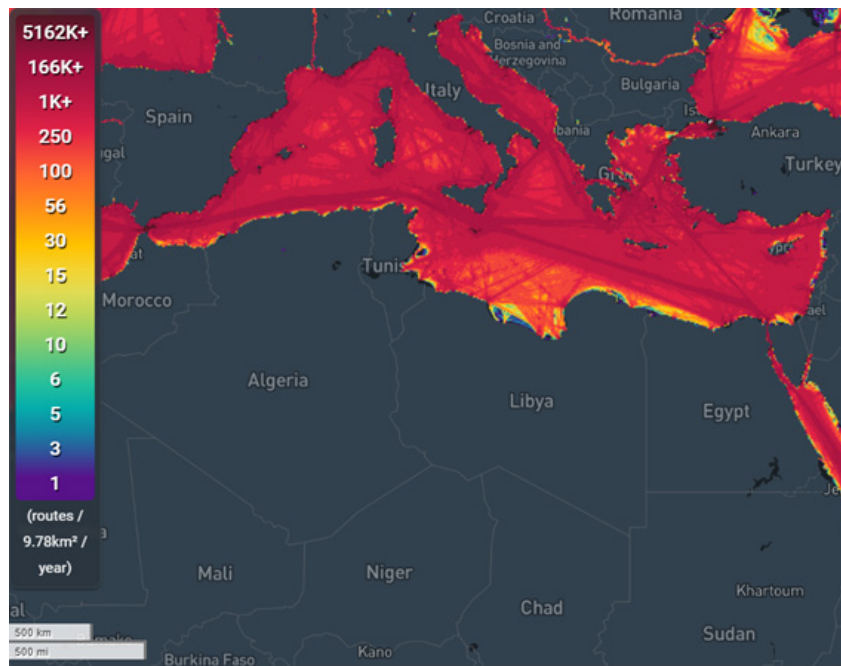 5162K+
166K+
1K+
250
100
56
30
15
12
10
6
5
3
1
(routes /
9.78km² /
year)
500 km
500 mi
Croatia
Romania
Bosnia and
Herzegovina
Italy
Bulgaria
Spain
Ankara
Turkey
Tunis
Morocco
Algeria
Libya
Egypt
Mali
Niger
Chad
Khartoum
Sudan
Kano
Burkina Faso